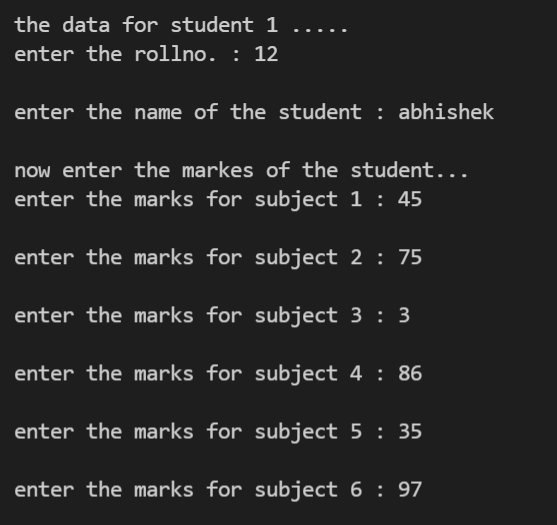 the data for student 1 .....
enter the rollno. : 12
enter the name of the student : abhishek
now enter the markes of the student...
enter the marks for subject 1 : 45
enter the marks for subject 2 : 75
enter the marks for subject 3 : 3
enter the marks for subject 4 : 86
enter the marks for subject 5 : 35
enter the marks for subject 6 : 97